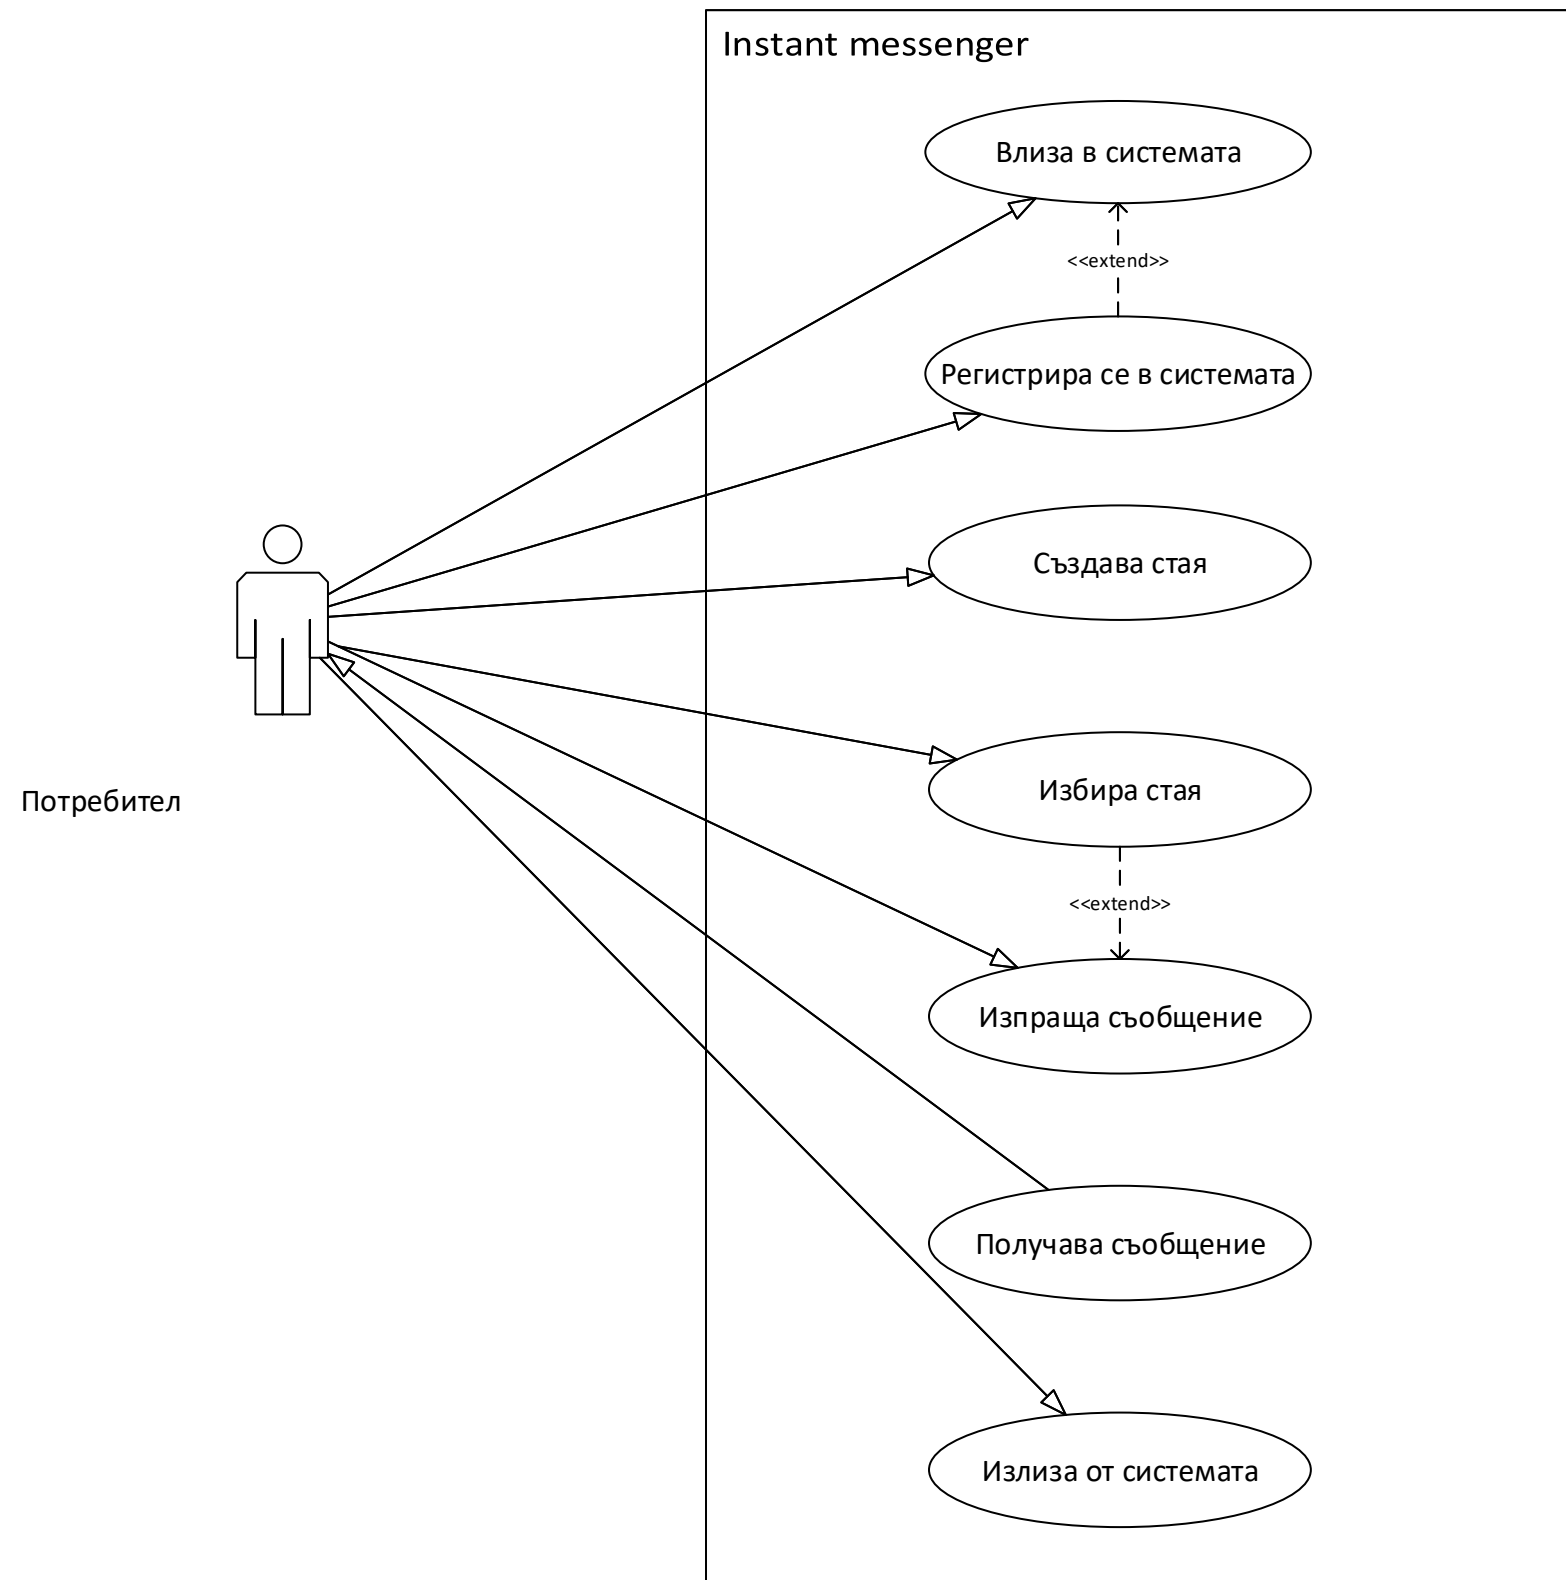 Instant messenger
Влиза в системата
<<extend>>
Регистрира се в системата
Създава стая
Избира стая
Потребител
<<extend>>
Изпраща съобщение
Получава съобщение
Излиза от системата